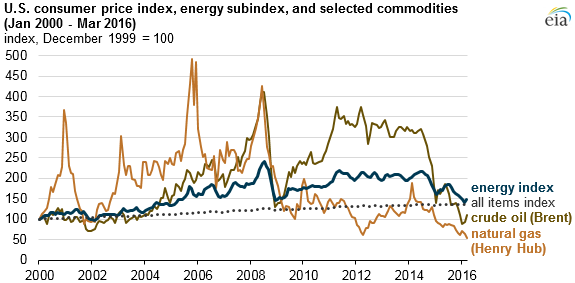 U.S. consumer price index, energy subindex, and selected commodities
(Jan 2000 - Mar 2016)
index, December 1999 = 100
eia
500
450
400
350
300
250
200
150
100
50
0
energy index
all items index
crude oil (Brent)
natural gas
(Henry Hub)
2000 2002 2004 2006 2008 2010 2012 2014 2016